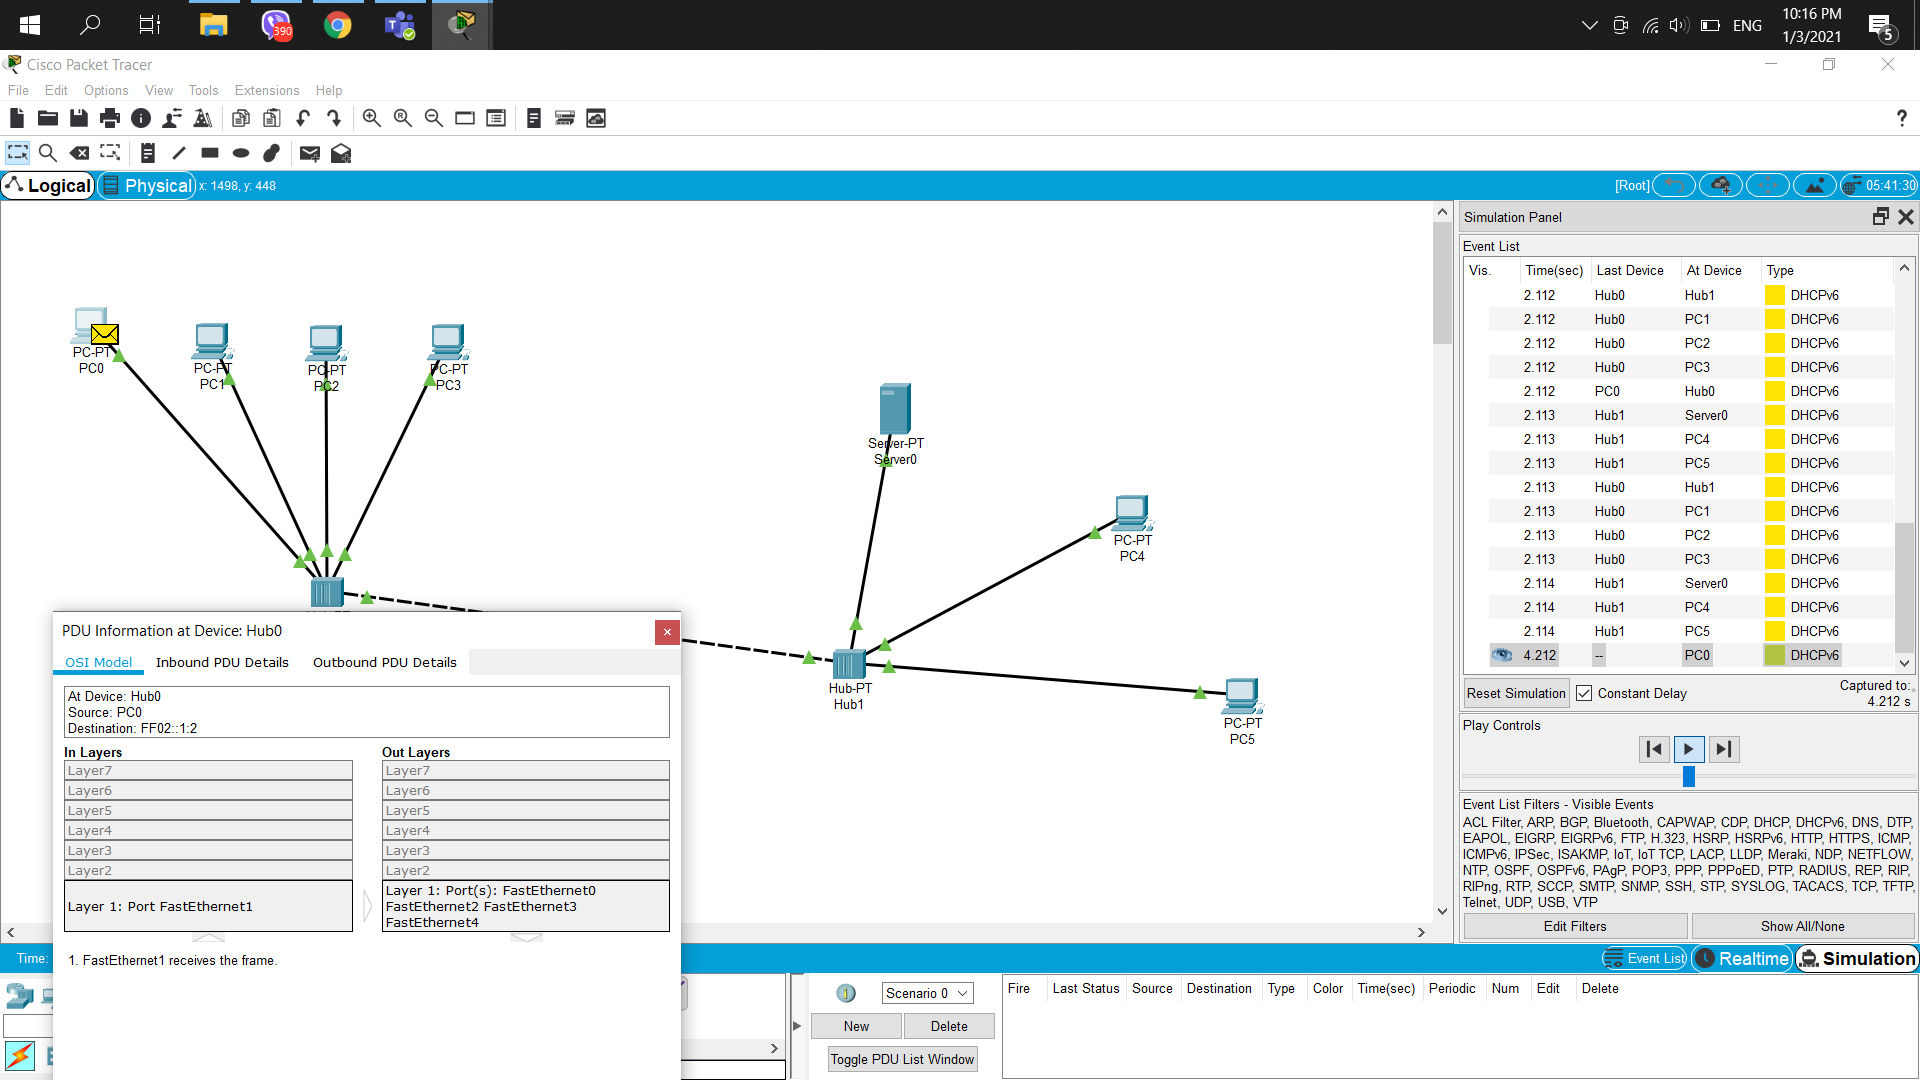 390
ENG
10:16 PM
1/3/2021
5
Cisco Packet Tracer
File Edit Options View Tools Extensions Help
?
Logical
Physical
x: 1498, y: 448
[Root]
05:41:30
PC-PT
PC0
PC-PT
PC1
PC-PT
PC2
PC-PT
PC3
Server-PT
Server0
PC-PT
PC4
Hub-PT
Hub1
PC-PT
PC5
PDU Information at Device: Hub0
OSI Model Inbound PDU Details Outbound PDU Details
At Device: Hub0
Source: PC0
Destination: FF02::1:2
In Layers Out Layers
Layer7 Layer7
Layer6 Layer6
Layer5 Layer5
Layer4 Layer4
Layer3 Layer3
Layer2 Layer2
Layer 1: Port FastEthernet1
Layer 1: Port(s): FastEthernet0
FastEthernet2 FastEthernet3
FastEthernet4
1. FastEthernet1 receives the frame.
Simulation Panel
Event List
Vis. Time(sec) Last Device At Device Type
2.112 Hub0 Hub1 DHCPv6
2.112 Hub0 PC1 DHCPv6
2.112 Hub0 PC2 DHCPv6
2.112 Hub0 PC3 DHCPv6
2.112 PC0 Hub0 DHCPv6
2.113 Hub1 Server0 DHCPv6
2.113 Hub1 PC4 DHCPv6
2.113 Hub1 PC5 DHCPv6
2.113 Hub0 Hub1 DHCPv6
2.113 Hub0 PC1 DHCPv6
2.113 Hub0 PC2 DHCPv6
2.113 Hub0 PC3 DHCPv6
2.114 Hub1 Server0 DHCPv6
2.114 Hub1 PC4 DHCPv6
2.114 Hub1 PC5 DHCPv6
4.212 -- PC0 DHCPv6
Reset Simulation Constant Delay
Captured to:
4.212 s
Play Controls
Event List Filters - Visible Events
ACL Filter, ARP, BGP, Bluetooth, CAPWAP, CDP, DHCP, DHCPv6, DNS, DTP,
EAPOL, EIGRP, EIGRPv6, FTP, H.323, HSRP, HSRPv6, HTTP, HTTPS, ICMP,
ICMPv6, IPSec, ISAKMP, IoT, IoT TCP, LACP, LLDP, Meraki, NDP, NETFLOW,
NTP, OSPF, OSPFv6, PAgP, POP3, PPP, PPPoED, PTP, RADIUS, REP, RIP,
RIPng, RTP, SCCP, SMTP, SNMP, SSH, STP, SYSLOG, TACACS, TCP, TFTP,
Telnet, UDP, USB, VTP
Edit Filters Show All/None
Time:
Event List Realtime Simulation
Scenario 0
New Delete
Toggle PDU List Window
Fire Last Status Source Destination Type Color Time(sec) Periodic Num Edit Delete